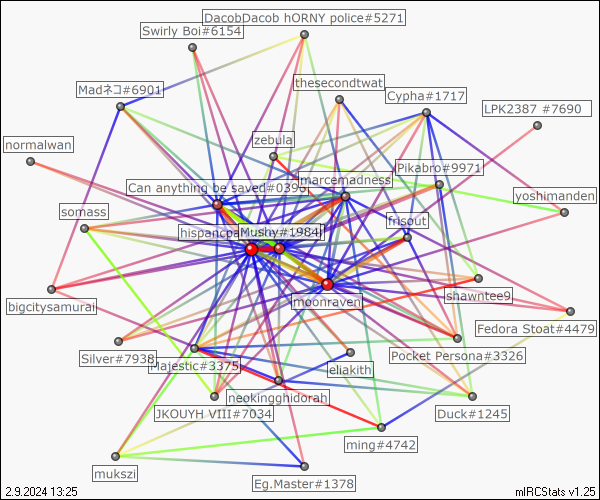 DacobDacob hORNY police#5271
Swirly Boi#6154
thesecondtwat
Madネコ#6901
Cypha#1717
LPK2387 #7690
normalwan
zebula
Pikabro#9971
marcemadness
Can anything be saved#0396
yoshimanden
somass
frisout
hispancpa
Mushy#1984
moonraven
shawntee9
bigcitysamurai
Fedora Stoat#4479
Silver#7938
Majestic#3375
Pocket Persona#3326
eliakith
neokingghidorah
JKOUYH VIII#7034
Duck#1245
ming#4742
mukszi
Eg.Master#1378
2.9.2024 13:25
mIRCStats v1.25